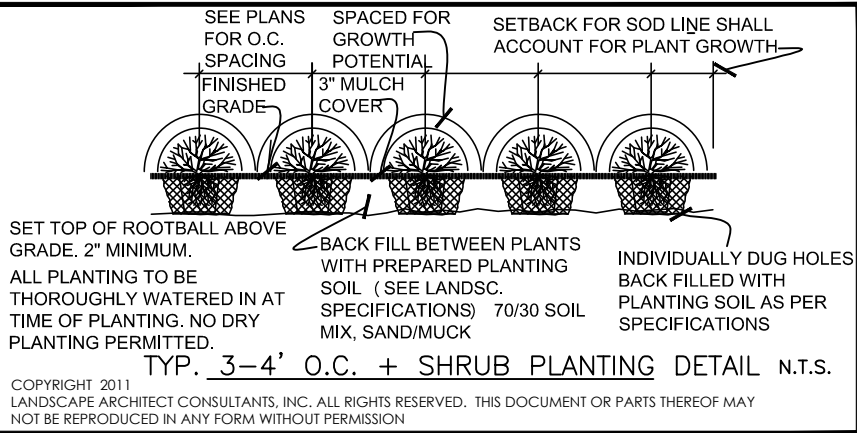 SEE PLANS
FOR O.C.
SPACING
FINISHED
GRADE
SPACED FOR
GROWTH
POTENTIAL
3" MULCH
COVER
SETBACK FOR SOD LINE SHALL
ACCOUNT FOR PLANT GROWTH
SET TOP OF ROOTBALL ABOVE
GRADE. 2" MINIMUM.
ALL PLANTING TO BE
THOROUGHLY WATERED IN AT
TIME OF PLANTING. NO DRY
PLANTING PERMITTED.
BACK FILL BETWEEN PLANTS
WITH PREPARED PLANTING
SOIL ( SEE LANDSC.
SPECIFICATIONS) 70/30 SOIL
MIX, SAND/MUCK
INDIVIDUALLY DUG HOLES
BACK FILLED WITH
PLANTING SOIL AS PER
SPECIFICATIONS
TYP. 3-4' O.C. + SHRUB PLANTING DETAIL N.T.S.
COPYRIGHT 2011
LANDSCAPE ARCHITECT CONSULTANTS, INC. ALL RIGHTS RESERVED. THIS DOCUMENT OR PARTS THEREOF MAY
NOT BE REPRODUCED IN ANY FORM WITHOUT PERMISSION